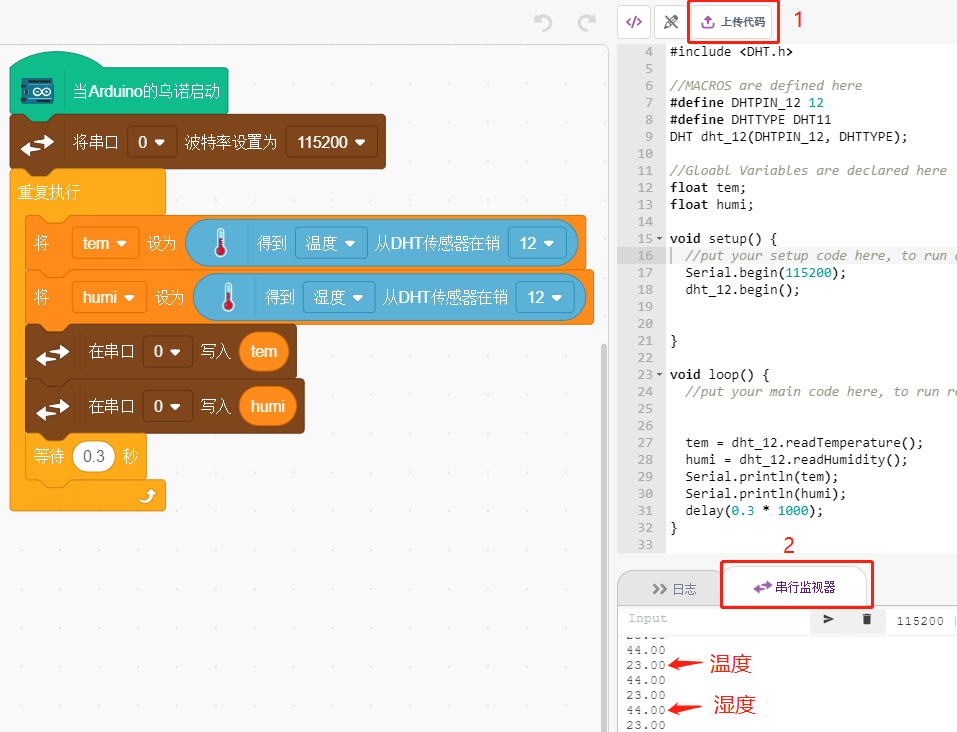 上传代码
1
当Arduino的乌诺启动
将串口 0 波特率设置为 115200
重复执行
将 tem 设为 得到 温度 从DHT传感器在销 12
将 humi 设为 得到 湿度 从DHT传感器在销 12
在串口 0 写入 tem
在串口 0 写入 humi
等待 0.3 秒
4 #include <DHT.h>
5
6 //MACROS are defined here
7 #define DHTPIN_12 12
8 #define DHTTYPE DHT11
9 DHT dht_12(DHTPIN_12, DHTTYPE);
10
11 //Gloabl Variables are declared here
12 float tem;
13 float humi;
14
15 void setup() {
16 //put your setup code here, to run
17 Serial.begin(115200);
18 dht_12.begin();
19
20
21 }
22
23 void loop() {
24 //put your main code here, to run
25
26
27 tem = dht_12.readTemperature();
28 humi = dht_12.readHumidity();
29 Serial.println(tem);
30 Serial.println(humi);
31 delay(0.3 * 1000);
32 }
33
2
日志
串行监视器
Input
115200
44.00
23.00 温度
44.00
23.00
44.00 湿度
23.00